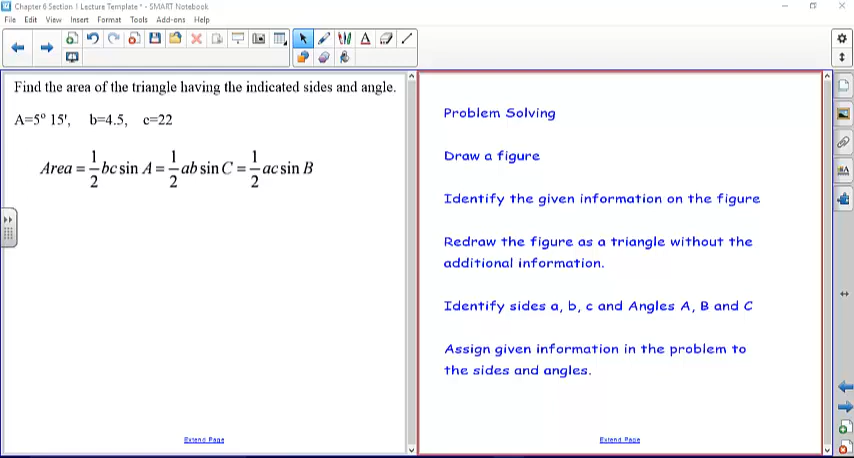 Chapter 6 Section 1 Lecture Template * - SMART Notebook
File Edit View Insert Format Tools Add-ons Help
Find the area of the triangle having the indicated sides and angle.
A=5° 15', b=4.5, c=22
Area = 1/2 bc sin A = 1/2 ab sin C = 1/2 ac sin B
Extend Page
Problem Solving
Draw a figure
Identify the given information on the figure
Redraw the figure as a triangle without the
additional information.
Identify sides a, b, c and Angles A, B and C
Assign given information in the problem to
the sides and angles.
Extend Page